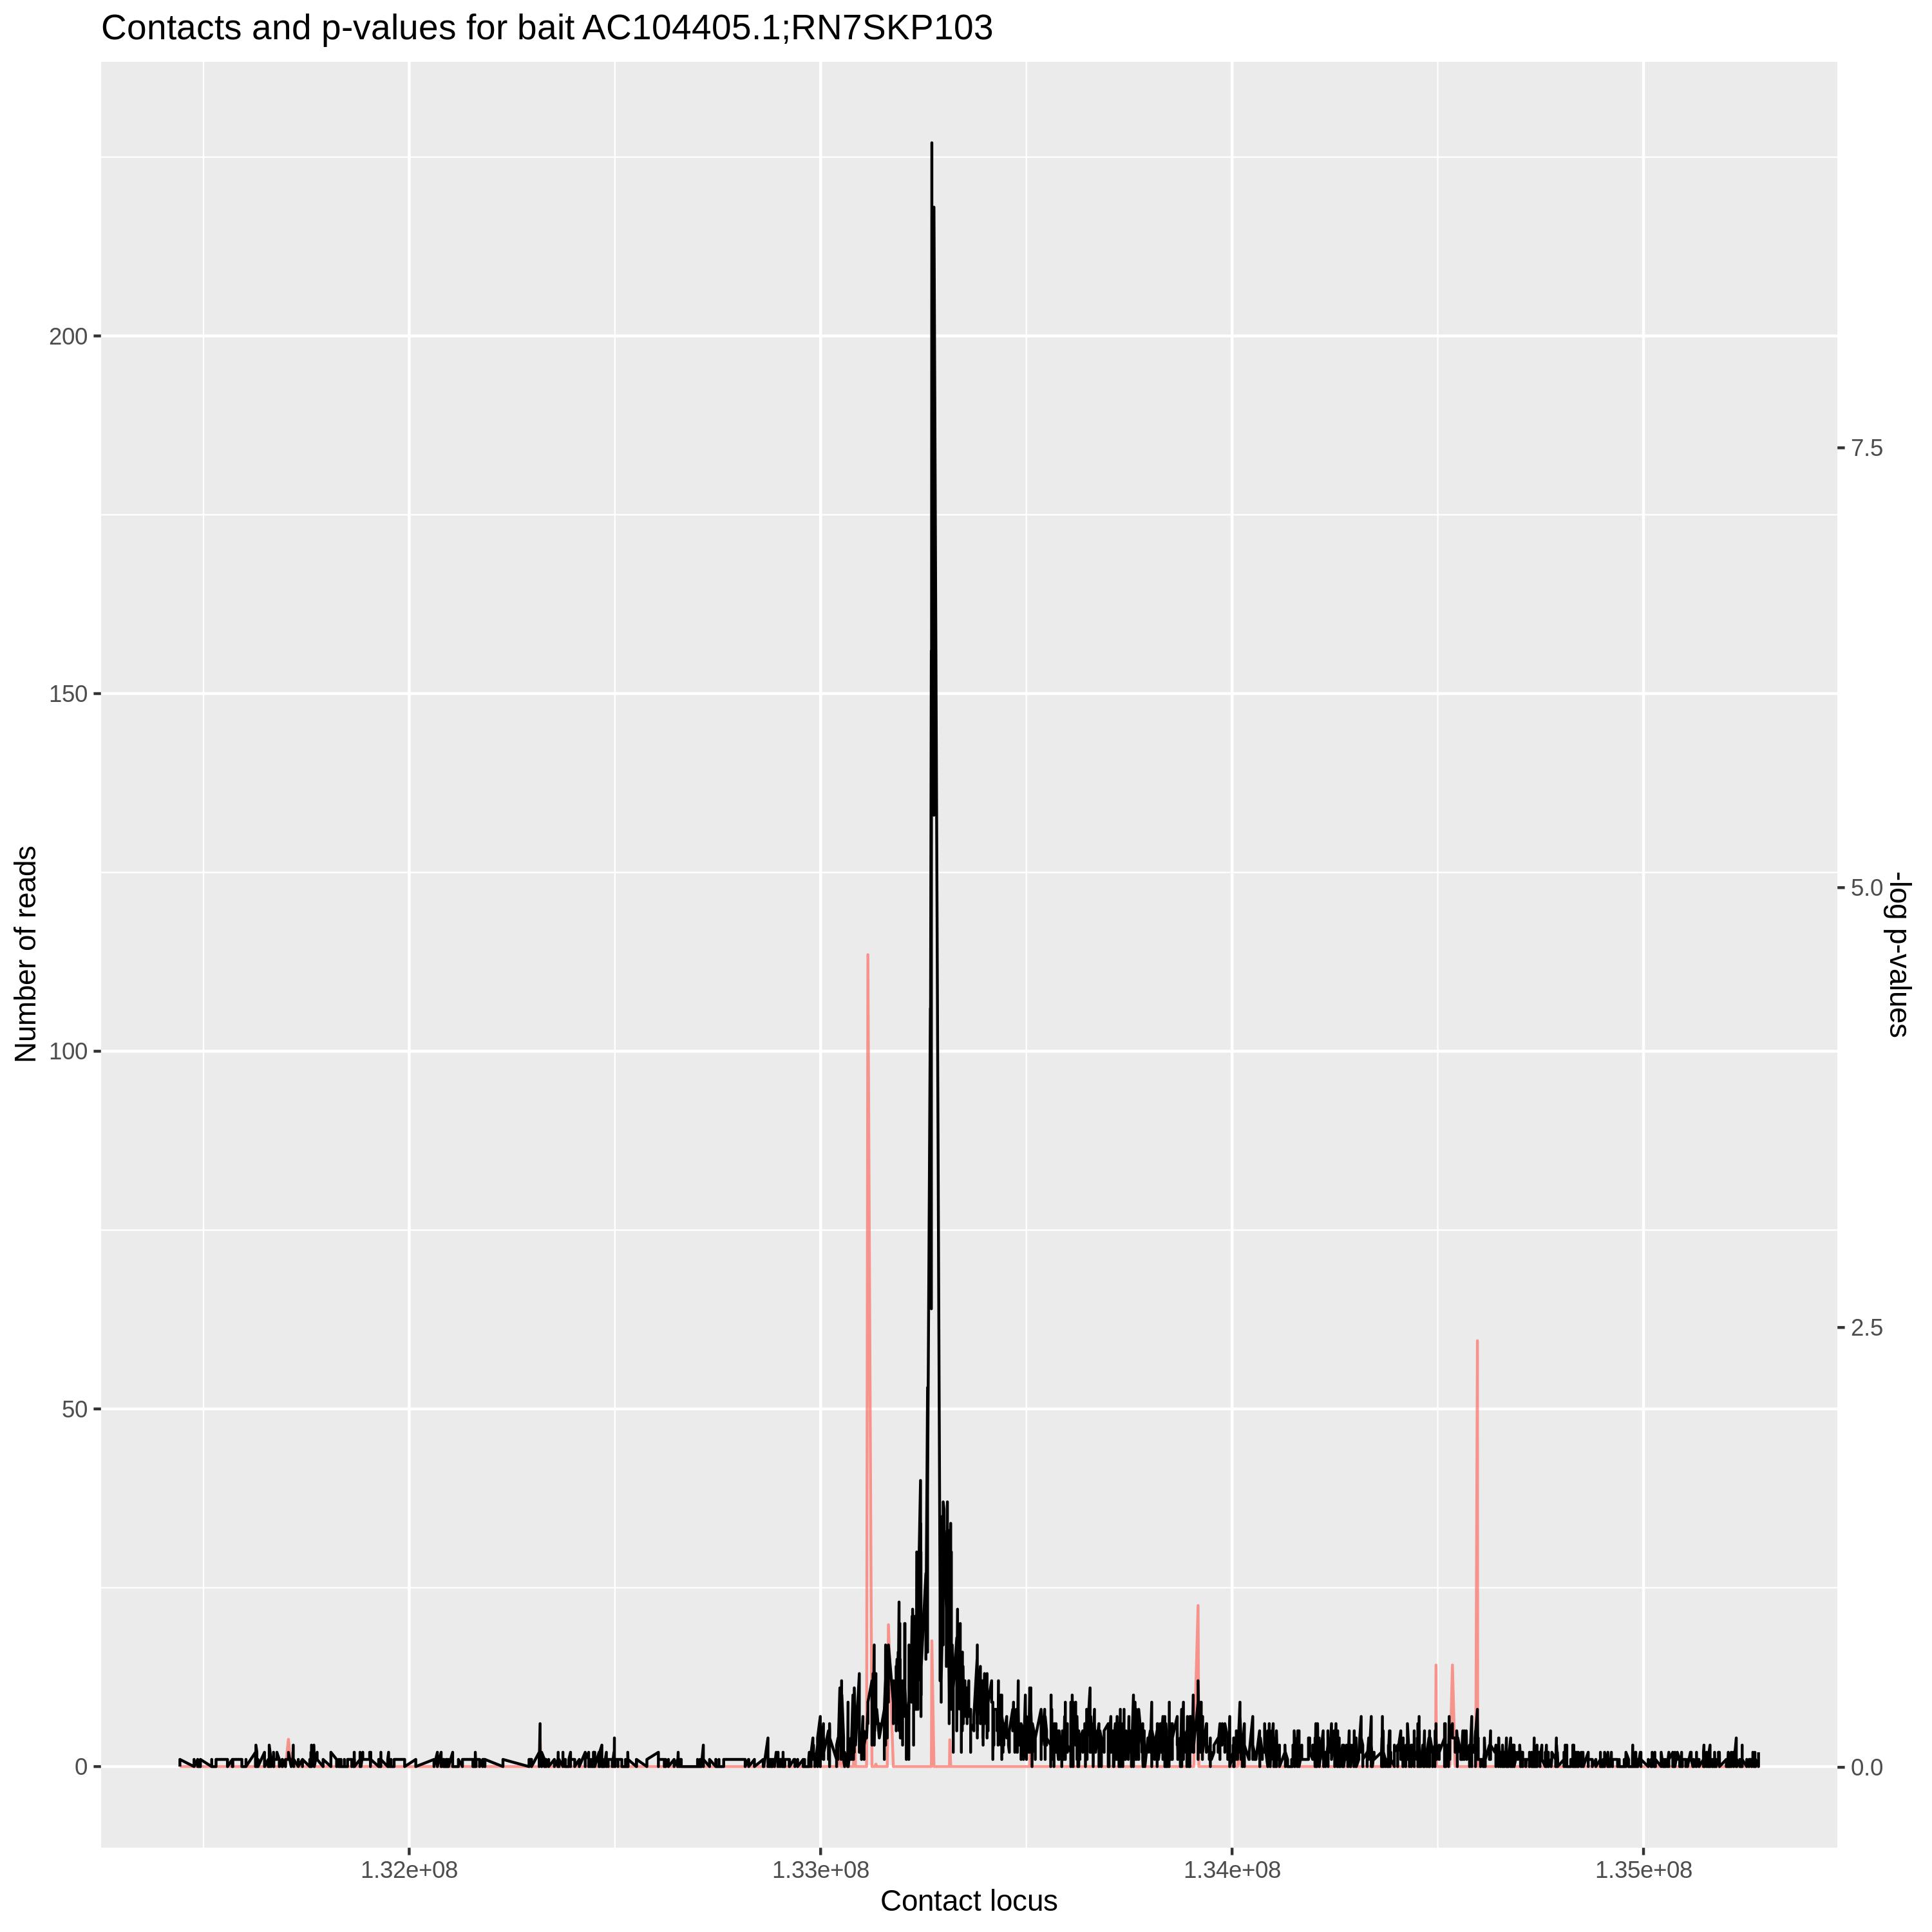 Contacts and p-values for bait AC104405.1;RN7SKP103
200
150
100
50
0
Number of reads
7.5
5.0
2.5
0.0
-log p-values
1.32e+08
1.33e+08
1.34e+08
1.35e+08
Contact locus